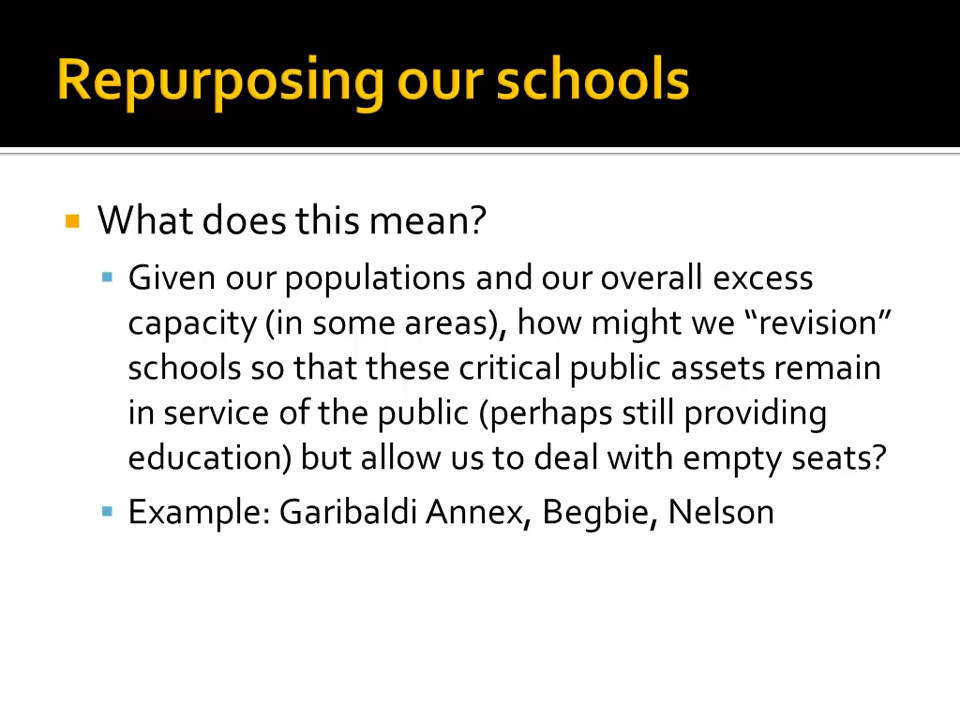 Repurposing our schools
What does this mean?
Given our populations and our overall excess
capacity (in some areas), how might we “revision”
schools so that these critical public assets remain
in service of the public (perhaps still providing
education) but allow us to deal with empty seats?
Example: Garibaldi Annex, Begbie, Nelson